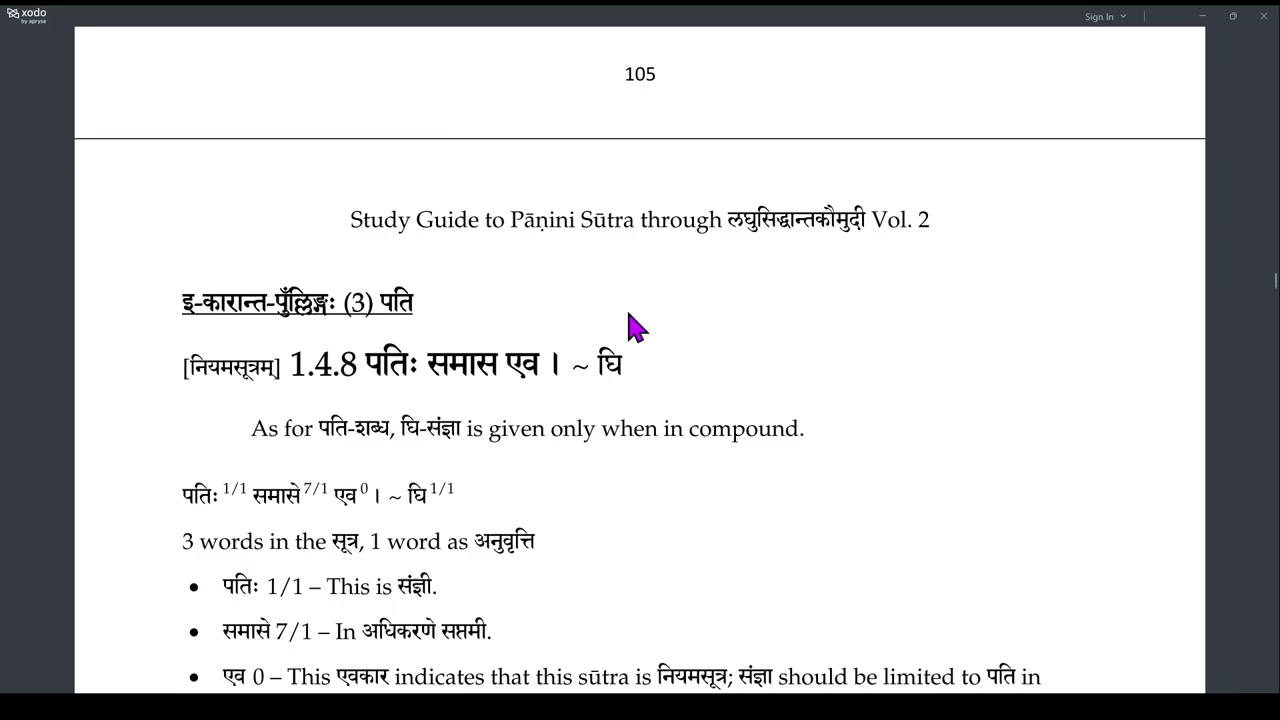 xodo
by apryse
Sign In
105
Study Guide to Pāṇini Sūtra through लघुसिद्धान्तकौमुदी Vol. 2
इ-कारान्त-पुँल्लिङ्गः (3) पति
[नियमसूत्रम्] 1.4.8 पतिः समास एव । ~ घि
As for पति-शब्ध, घि-संज्ञा is given only when in compound.
पतिः 1/1 समासे 7/1 एव 0 । ~ घि 1/1
3 words in the सूत्र, 1 word as अनुवृत्ति
• पतिः 1/1 – This is संज्ञी.
• समासे 7/1 – In अधिकरणे सप्तमी.
• एव 0 – This एवकार indicates that this sūtra is नियमसूत्र; संज्ञा should be limited to पति in